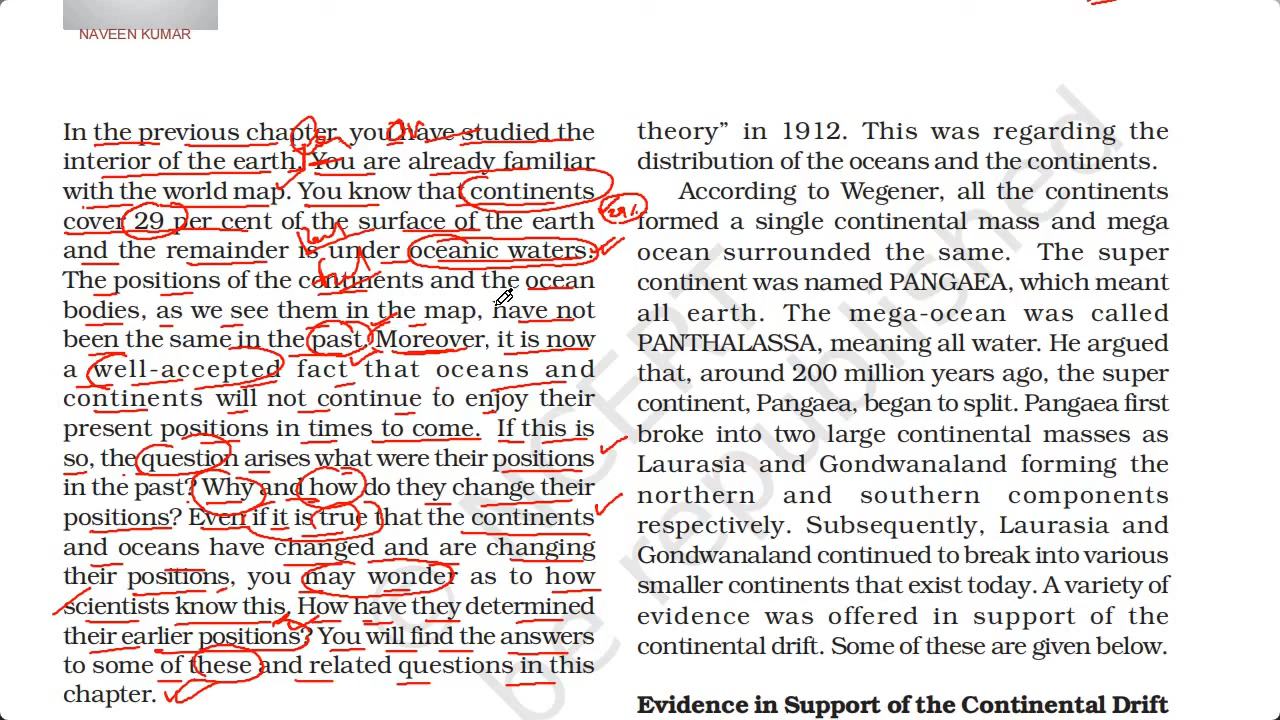 NAVEEN KUMAR
In the previous chapter, you have studied the
interior of the earth. You are already familiar
with the world map. You know that continents
cover 29 per cent of the surface of the earth
and the remainder is under oceanic waters.
The positions of the continents and the ocean
bodies, as we see them in the map, have not
been the same in the past. Moreover, it is now
a well-accepted fact that oceans and
continents will not continue to enjoy their
present positions in times to come. If this is
so, the question arises what were their positions
in the past? Why and how do they change their
positions? Even if it is true that the continents
and oceans have changed and are changing
their positions, you may wonder as to how
scientists know this. How have they determined
their earlier positions? You will find the answers
to some of these and related questions in this
chapter.
29%
theory” in 1912. This was regarding the
distribution of the oceans and the continents.
According to Wegener, all the continents
formed a single continental mass and mega
ocean surrounded the same. The super
continent was named PANGAEA, which meant
all earth. The mega-ocean was called
PANTHALASSA, meaning all water. He argued
that, around 200 million years ago, the super
continent, Pangaea, began to split. Pangaea first
broke into two large continental masses as
Laurasia and Gondwanaland forming the
northern and southern components
respectively. Subsequently, Laurasia and
Gondwanaland continued to break into various
smaller continents that exist today. A variety of
evidence was offered in support of the
continental drift. Some of these are given below.
Evidence in Support of the Continental Drift
© NCERT
be republished